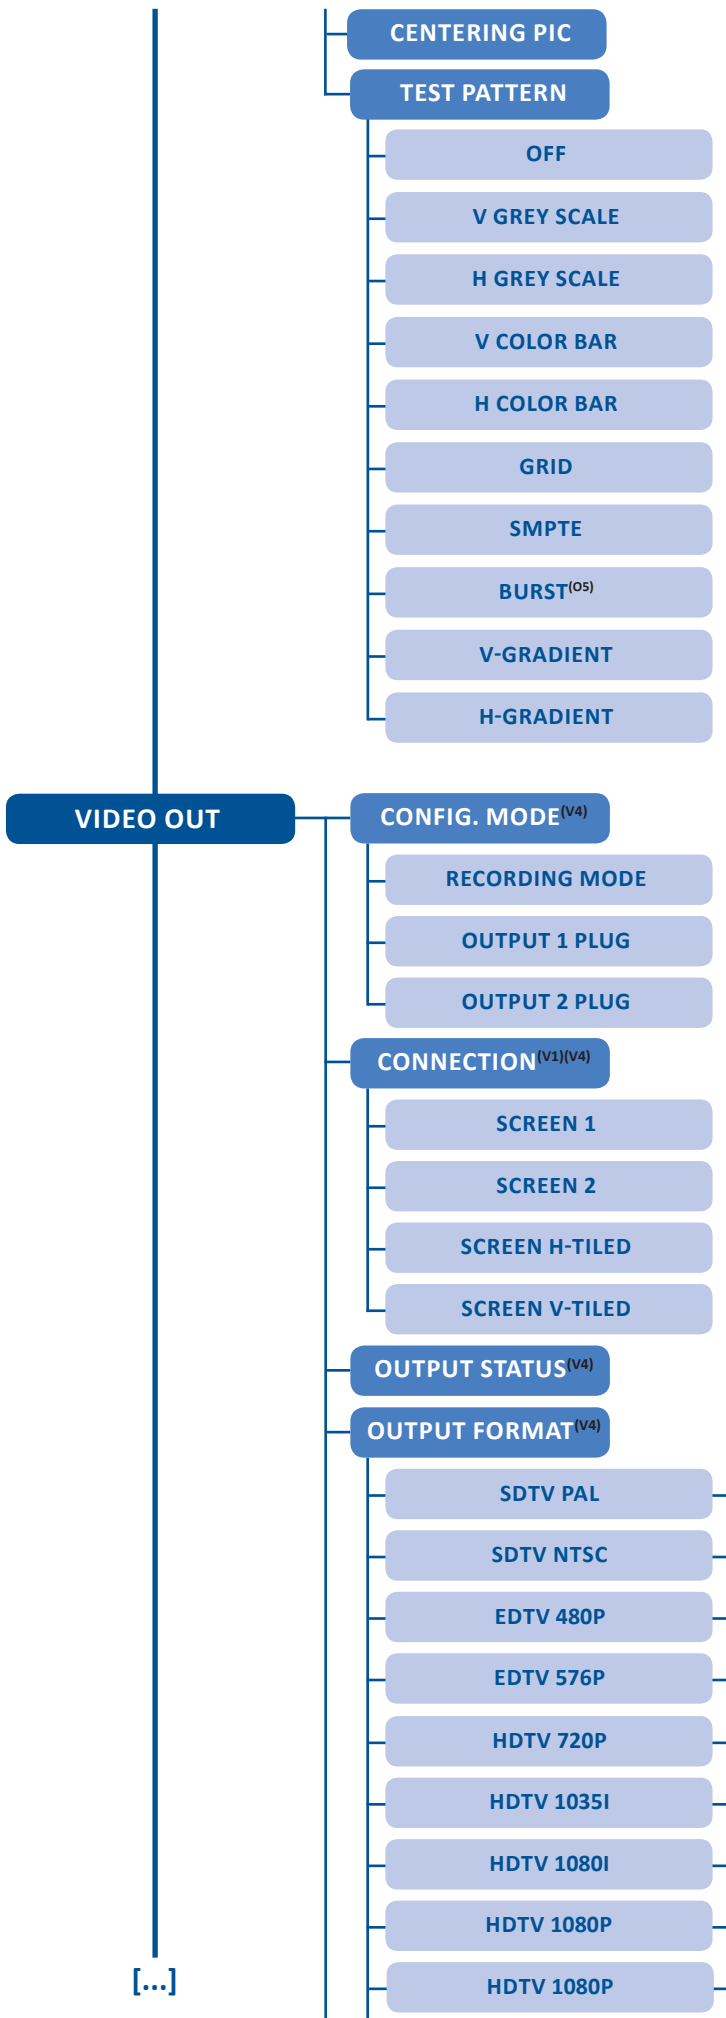 CENTERING PIC
TEST PATTERN
OFF
V GREY SCALE
H GREY SCALE
V COLOR BAR
H COLOR BAR
GRID
SMPTE
BURST(O5)
V-GRADIENT
H-GRADIENT
VIDEO OUT
CONFIG. MODE(V4)
RECORDING MODE
OUTPUT 1 PLUG
OUTPUT 2 PLUG
CONNECTION(V1)(V4)
SCREEN 1
SCREEN 2
SCREEN H-TILED
SCREEN V-TILED
OUTPUT STATUS(V4)
OUTPUT FORMAT(V4)
SDTV PAL
SDTV NTSC
EDTV 480P
EDTV 576P
HDTV 720P
HDTV 1035I
HDTV 1080I
HDTV 1080P
HDTV 1080P
[...]